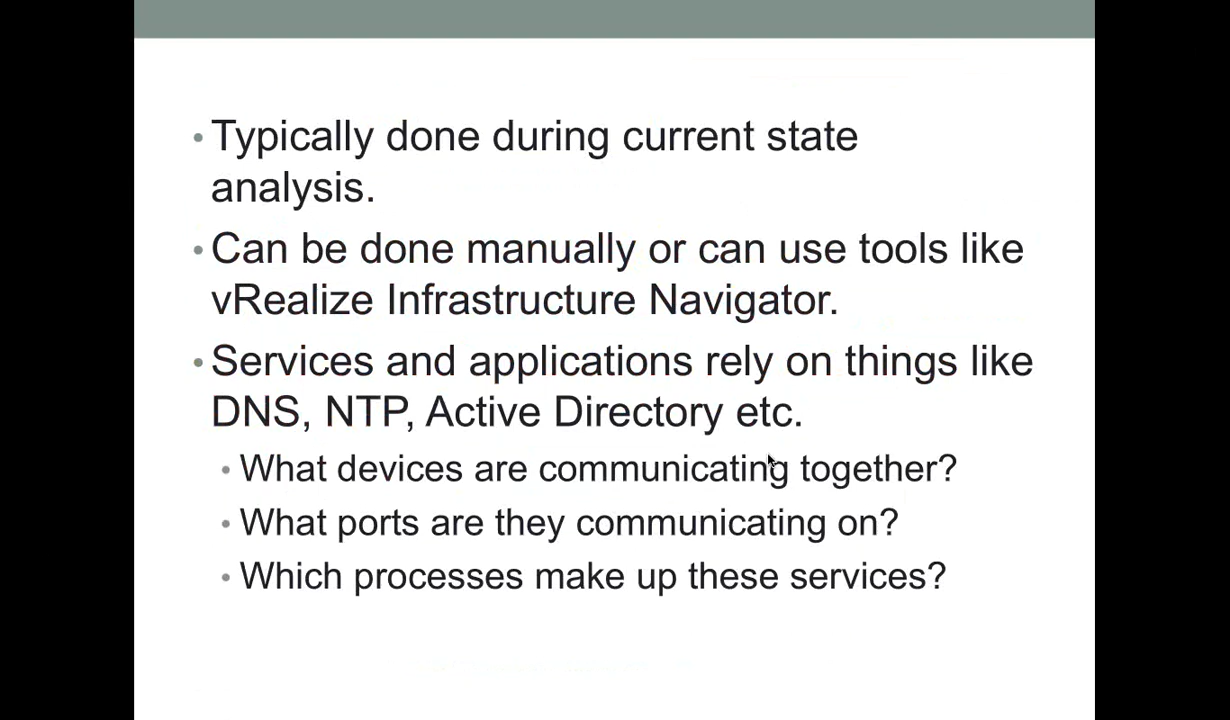 • Typically done during current state
analysis.
• Can be done manually or can use tools like
vRealize Infrastructure Navigator.
• Services and applications rely on things like
DNS, NTP, Active Directory etc.
• What devices are communicating together?
• What ports are they communicating on?
• Which processes make up these services?